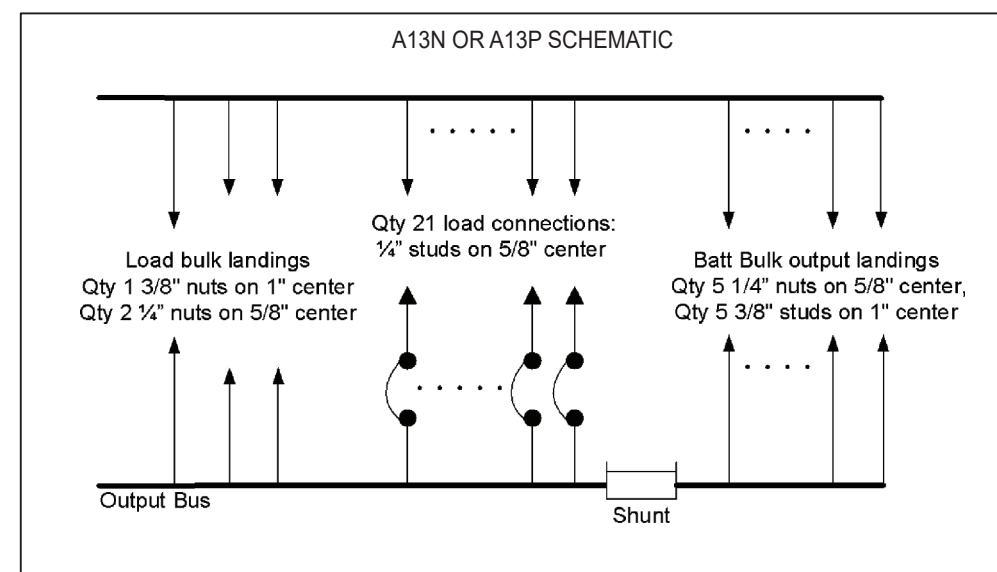 A13N OR A13P SCHEMATIC
Qty 21 load connections:
¼” studs on 5/8" center
Load bulk landings
Qty 1 3/8" nuts on 1" center
Qty 2 ¼” nuts on 5/8" center
Batt Bulk output landings
Qty 5 1/4” nuts on 5/8" center,
Qty 5 3/8" studs on 1" center
Output Bus
Shunt